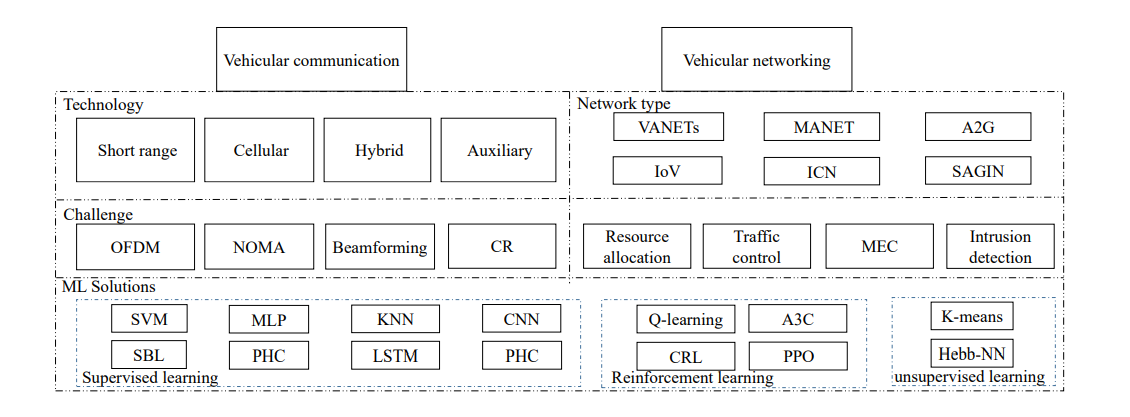 Vehicular communication
Vehicular networking
Technology
Short range
Cellular
Hybrid
Auxiliary
Network type
VANETs
MANET
A2G
IoV
ICN
SAGIN
Challenge
OFDM
NOMA
Beamforming
CR
Resource
allocation
Traffic
control
MEC
Intrusion
detection
ML Solutions
SVM
MLP
KNN
CNN
SBL
PHC
LSTM
PHC
Supervised learning
Q-learning
A3C
CRL
PPO
Reinforcement learning
K-means
Hebb-NN
unsupervised learning